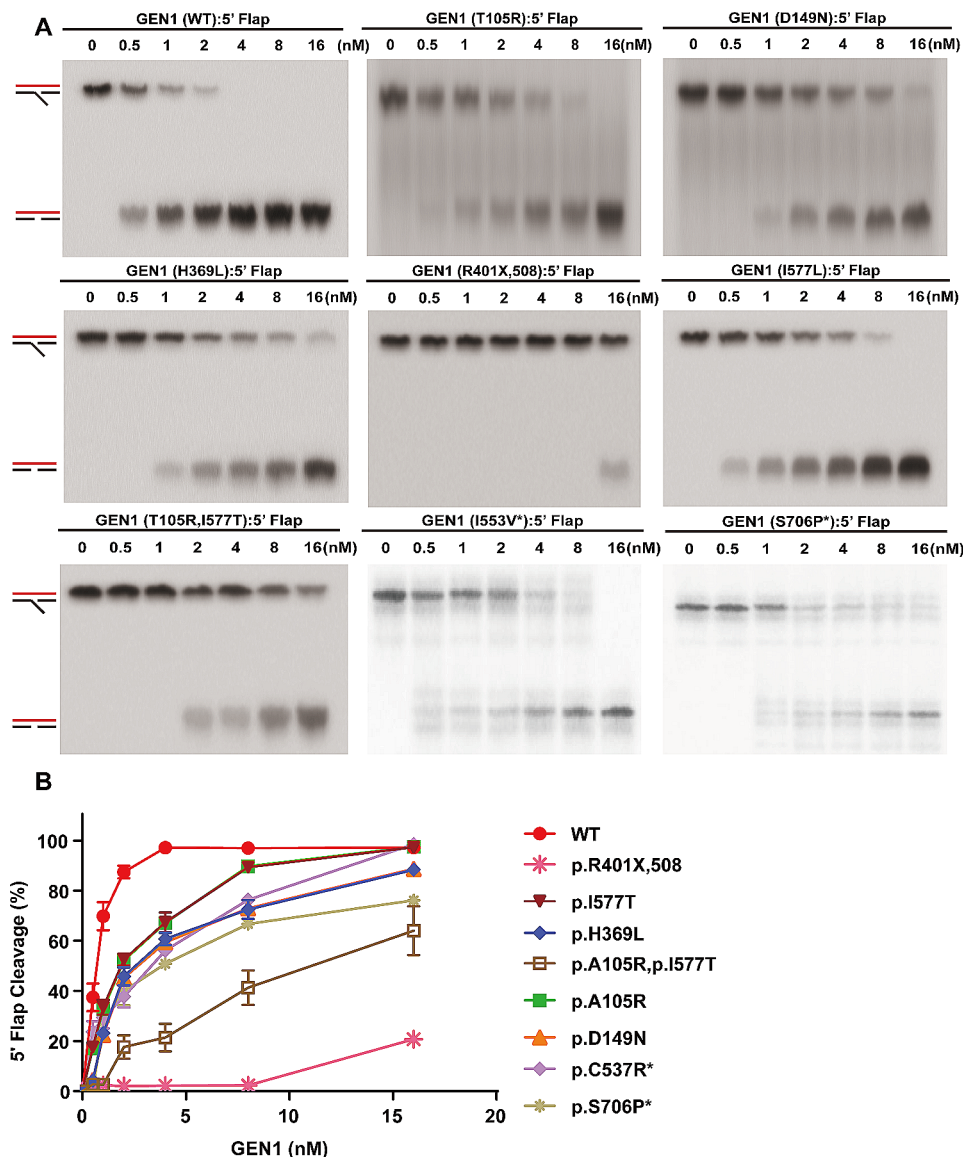 A
GEN1 (WT):5' Flap
0 0.5 1 2 4 8 16 (nM)
GEN1 (T105R):5' Flap
0 0.5 1 2 4 8 16(nM)
GEN1 (D149N):5' Flap
0 0.5 1 2 4 8 16 (nM)
GEN1 (H369L):5' Flap
0 0.5 1 2 4 8 16(nM)
GEN1 (R401X,508):5' Flap
0 0.5 1 2 4 8 16 (nM)
GEN1 (I577L):5' Flap
0 0.5 1 2 4 8 16(nM)
GEN1 (T105R,I577T):5' Flap
0 0.5 1 2 4 8 16(nM)
GEN1 (I553V*):5' Flap
0 0.5 1 2 4 8 16(nM)
GEN1 (S706P*):5' Flap
0 0.5 1 2 4 8 16(nM)
B
5' Flap Cleavage (%)
100
80
60
40
20
0
0 5 10 15 20
GEN1 (nM)
WT
p.R401X,508
p.I577T
p.H369L
p.A105R,p.I577T
p.A105R
p.D149N
p.C537R*
p.S706P*